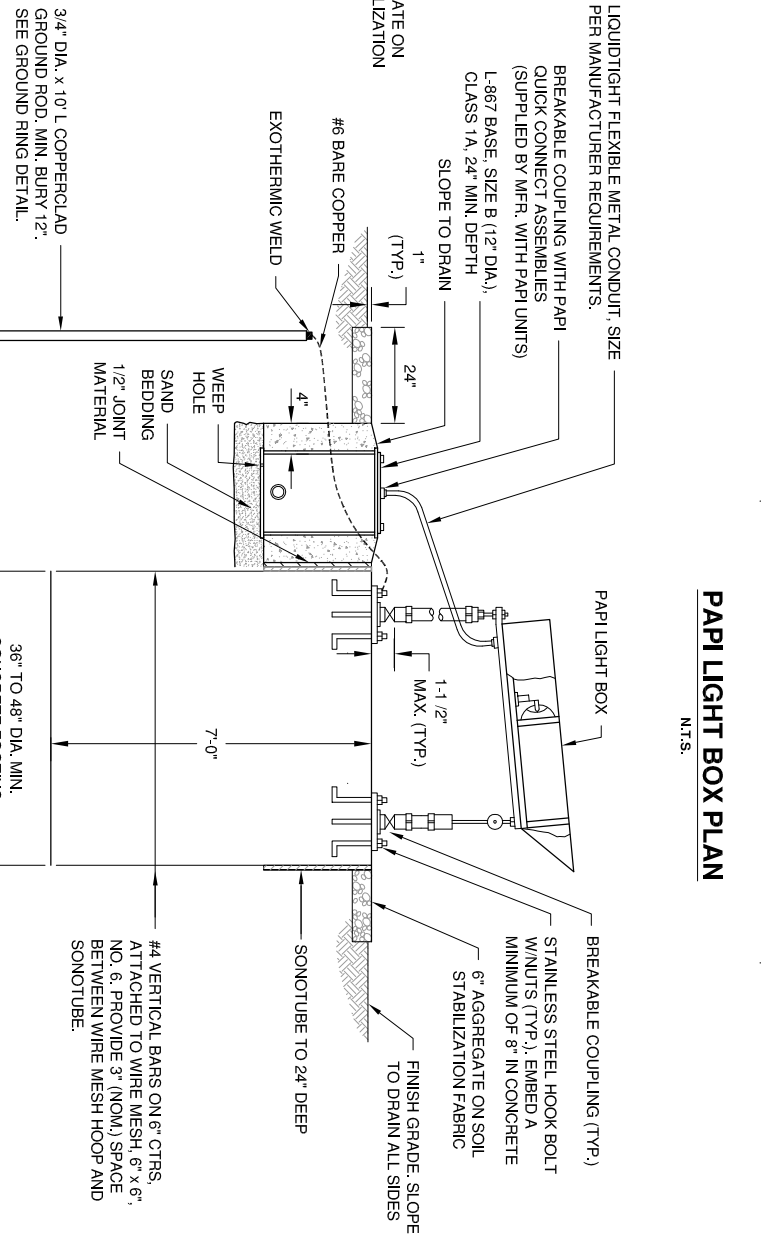 PAPI LIGHT BOX PLAN
N.T.S.
LIQUIDTIGHT FLEXIBLE METAL CONDUIT, SIZE
PER MANUFACTURER REQUIREMENTS.
BREAKABLE COUPLING WITH PAPI
QUICK CONNECT ASSEMBLIES
(SUPPLIED BY MFR. WITH PAPI UNITS)
L-867 BASE, SIZE B (12" DIA.),
CLASS 1A, 24" MIN. DEPTH
SLOPE TO DRAIN
1"
(TYP.)
#6 BARE COPPER
EXOTHERMIC WELD
3/4" DIA. x 10' L COPPERCLAD
GROUND ROD. MIN. BURY 12".
SEE GROUND RING DETAIL.
ATE ON
LIZATION
24"
4"
WEEP
HOLE
SAND
BEDDING
1/2" JOINT
MATERIAL
PAPI LIGHT BOX
1-1 /2"
MAX. (TYP.)
7'-0"
36" TO 48" DIA. MIN.
BREAKABLE COUPLING (TYP.)
STAINLESS STEEL HOOK BOLT
W/NUTS (TYP.). EMBED A
MINIMUM OF 8" IN CONCRETE
6" AGGREGATE ON SOIL
STABILIZATION FABRIC
FINISH GRADE. SLOPE
TO DRAIN ALL SIDES
SONOTUBE TO 24" DEEP
#4 VERTICAL BARS ON 6" CTRS,
ATTACHED TO WIRE MESH, 6" x 6",
NO. 6. PROVIDE 3" (NOM.) SPACE
BETWEEN WIRE MESH HOOP AND
SONOTUBE.